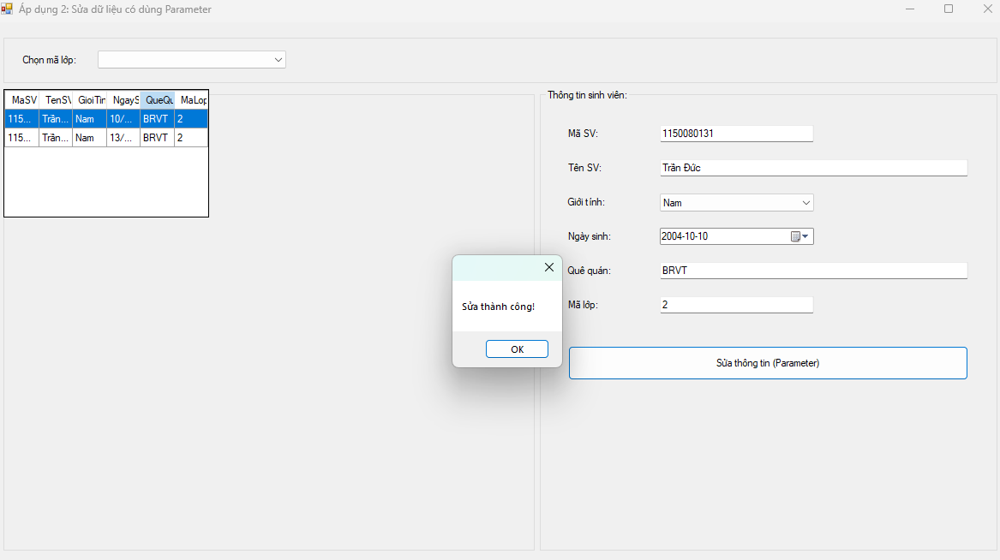 Áp dụng 2: Sửa dữ liệu có dùng Parameter
Chọn mã lớp:
MaSV TenSV GioiTin NgayS QueQu MaLop
115... Trần... Nam 10/... BRVT 2
115... Trần... Nam 13/... BRVT 2
Thông tin sinh viên:
Mã SV: 1150080131
Tên SV: Trần Đức
Giới tính: Nam
Ngày sinh: 2004-10-10
Quê quán: BRVT
Mã lớp: 2
Sửa thông tin (Parameter)
Sửa thành công!
OK